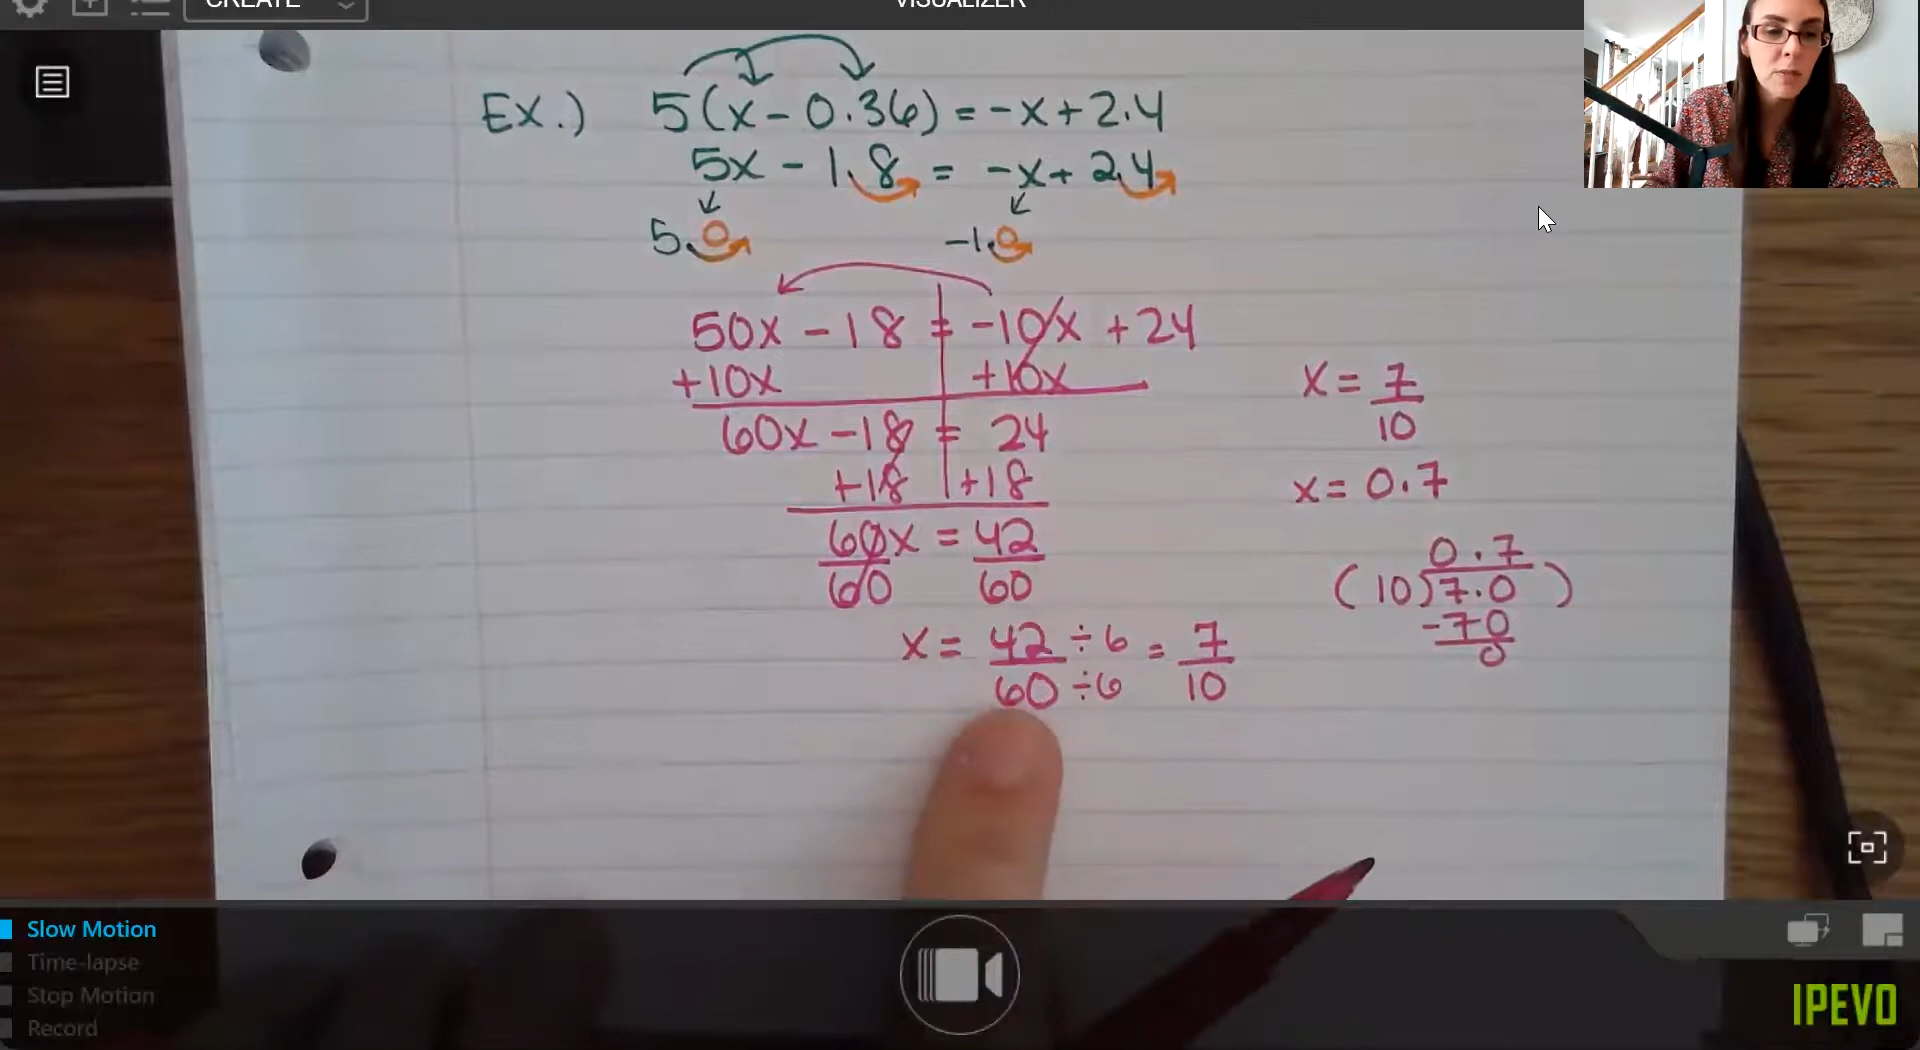 CREATE
VISUALIZER
Ex.) 5(x - 0.36) = -x + 2.4
5x - 1.8 = -x + 2.4
5.0 -1.0
50x - 18 = -10x + 24
+10x +10x
60x - 18 = 24
+18 +18
60x = 42
60 60
x = 42 ÷ 6 = 7
60 ÷ 6 10
x = 7
10
x = 0.7
0.7
( 10)7.0 )
-70
0
Slow Motion
Time-lapse
Stop Motion
Record
IPEVO